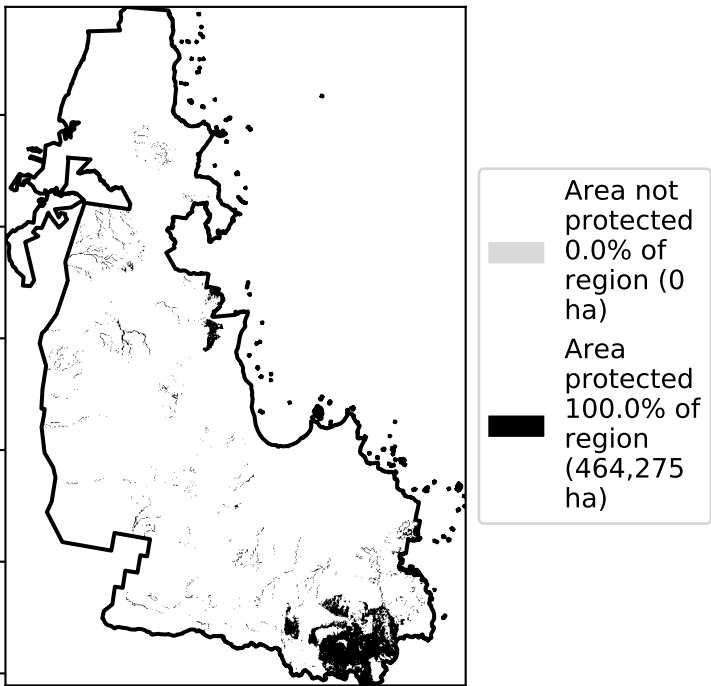 Area not
protected
0.0% of
region (0
ha)
Area
protected
100.0% of
region
(464,275
ha)